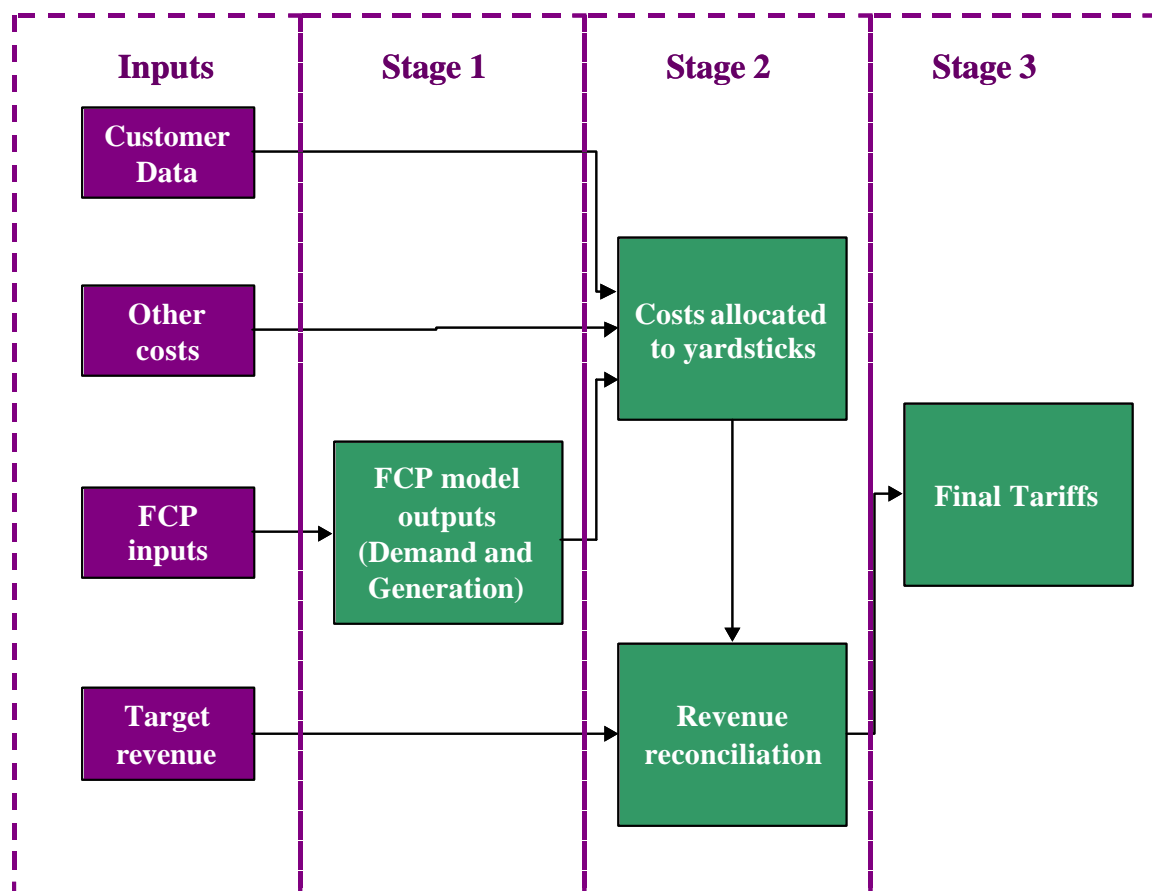 Inputs
Stage 1
Stage 2
Stage 3
Customer
Data
Other
costs
FCP
inputs
Target
revenue
FCP model
outputs
(Demand and
Generation)
Costs allocated
to yardsticks
Revenue
reconciliation
Final Tariffs